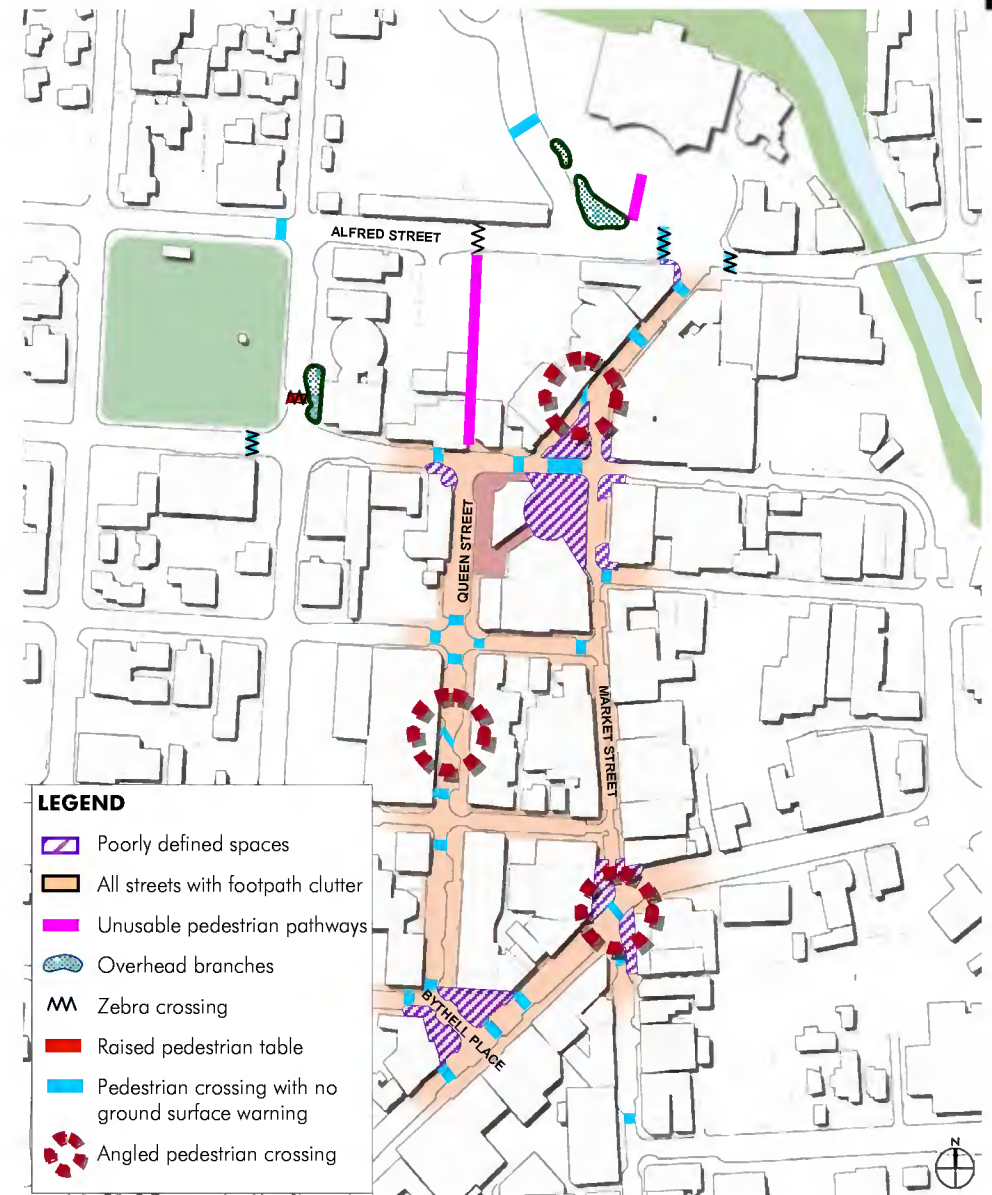 ALFRED STREET
QUEEN STREET
MARKET STREET
BYTHELL PLACE
LEGEND
Poorly defined spaces
All streets with footpath clutter
Unusable pedestrian pathways
Overhead branches
Zebra crossing
Raised pedestrian table
Pedestrian crossing with no
ground surface warning
Angled pedestrian crossing
N